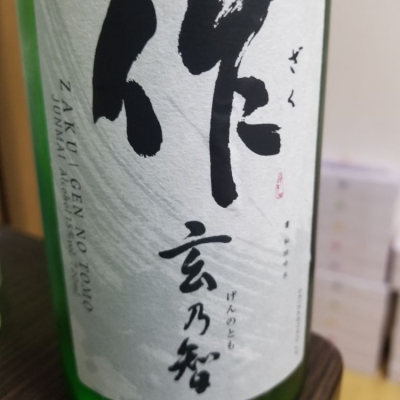 作
ざく
玄乃智
げんのとも
ZAKU | GEN NO TOMO
JUNMAI